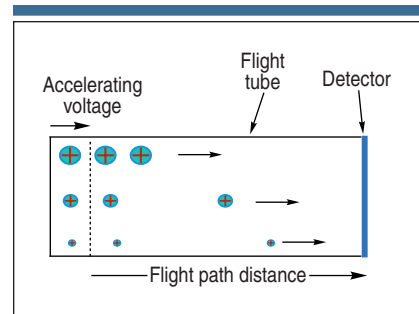 Flight
tube
Detector
Accelerating
voltage
Flight path distance